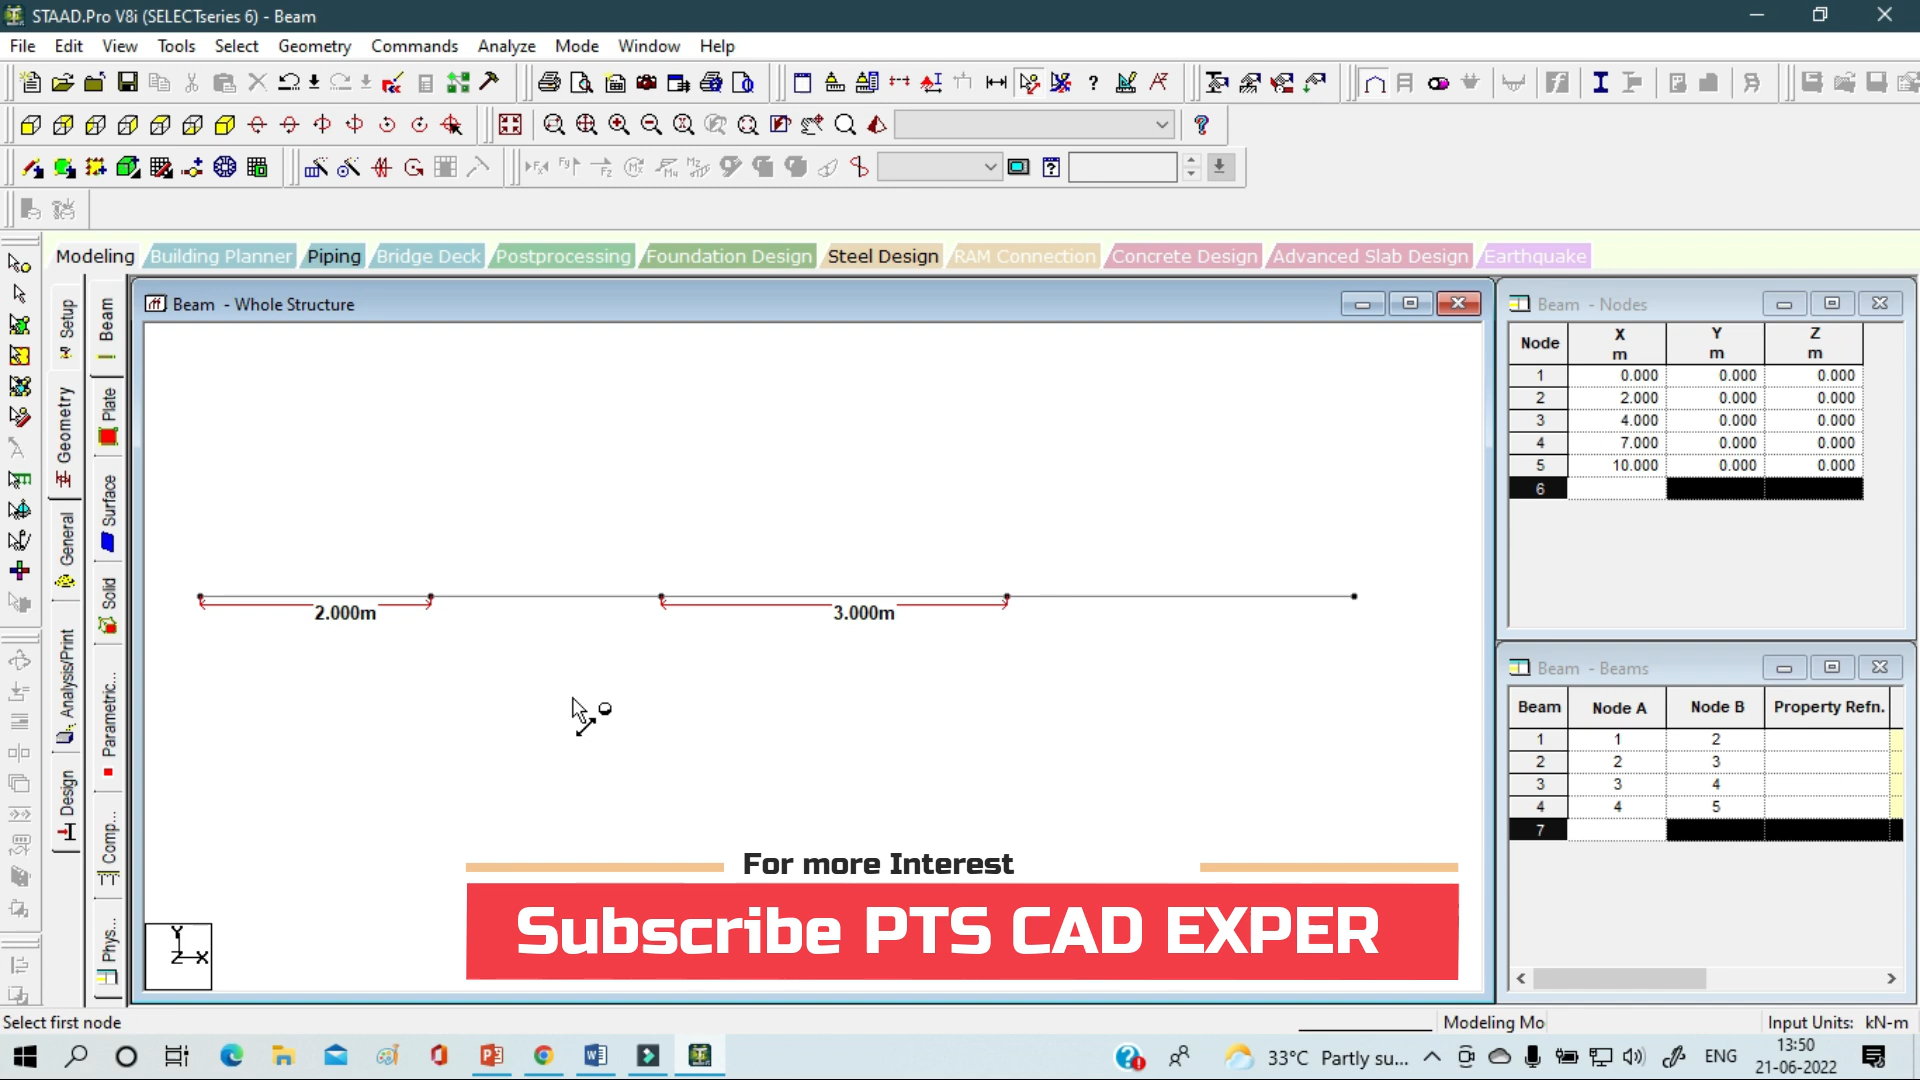 STAAD.Pro V8i (SELECTseries 6) - Beam
File Edit View Tools Select Geometry Commands Analyze Mode Window Help
Modeling Building Planner Piping Bridge Deck Postprocessing Foundation Design Steel Design RAM Connection Concrete Design Advanced Slab Design Earthquake
Setup
Geometry
General
Analysis/Print
Design
Beam
Plate
Surface
Solid
Parametric...
Comp...
Phys...
Beam - Whole Structure
2.000m
3.000m
Y
Z X
Beam - Nodes
Node X m Y m Z m
1 0.000 0.000 0.000
2 2.000 0.000 0.000
3 4.000 0.000 0.000
4 7.000 0.000 0.000
5 10.000 0.000 0.000
6
Beam - Beams
Beam Node A Node B Property Refn.
1 1 2
2 2 3
3 3 4
4 4 5
7
For more Interest
Subscribe PTS CAD EXPER
Select first node
Modeling Mo
Input Units: kN-m
33°C Partly su...
ENG
13:50
21-06-2022